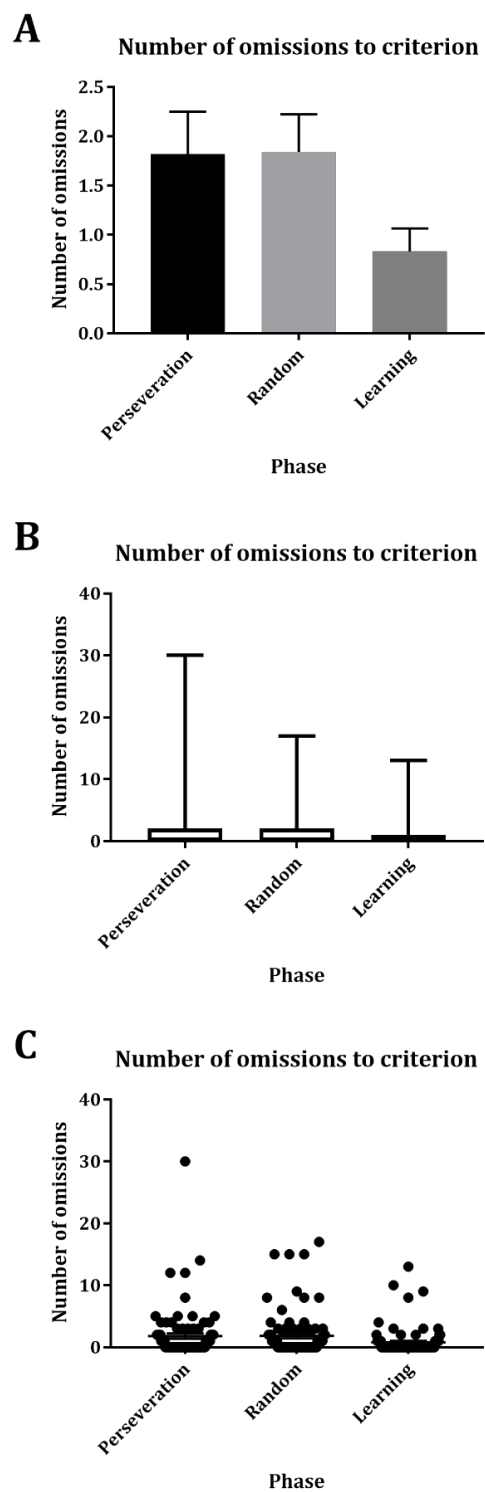 A
Number of omissions to criterion
Number of omissions
2.5
2.0
1.5
1.0
0.5
0.0
Perseveration
Random
Learning
Phase
B
Number of omissions to criterion
Number of omissions
40
30
20
10
0
Perseveration
Random
Learning
Phase
C
Number of omissions to criterion
Number of omissions
40
30
20
10
0
Perseveration
Random
Learning
Phase